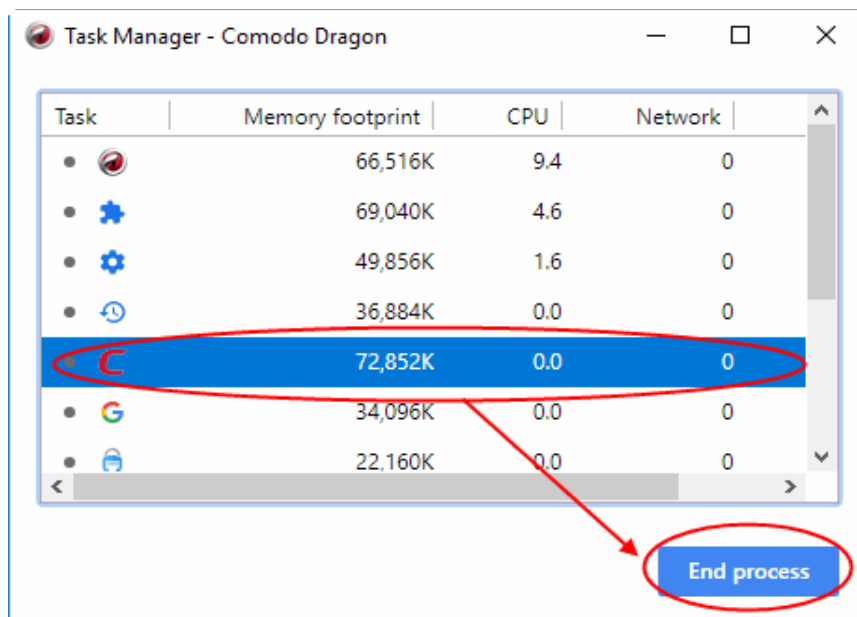 Task Manager - Comodo Dragon
Task Memory footprint CPU Network
66,516K 9.4 0
69,040K 4.6 0
49,856K 1.6 0
36,884K 0.0 0
72,852K 0.0 0
34,096K 0.0 0
22,160K 0.0 0
End process